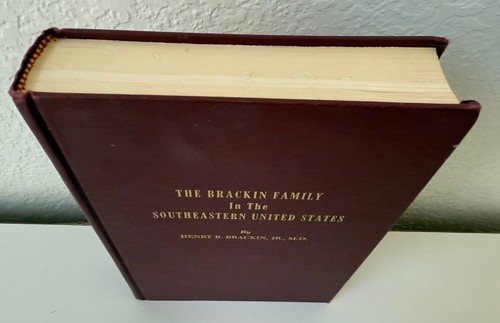 THE BRACKIN FAMILY
In The
SOUTHEASTERN UNITED STATES
By
HENRY B. BRACKIN, JR., M.D.